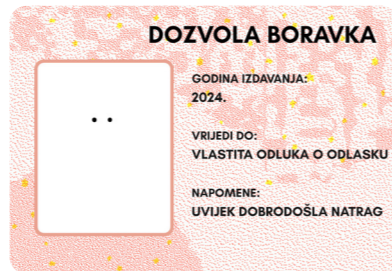 DOZVOLA BORAVKA
GODINA IZDAVANJA:
2024.
VRIJEDI DO:
VLASTITA ODLUKA O ODLASKU
NAPOMENE:
UVIJEK DOBRODOŠLA NATRAG